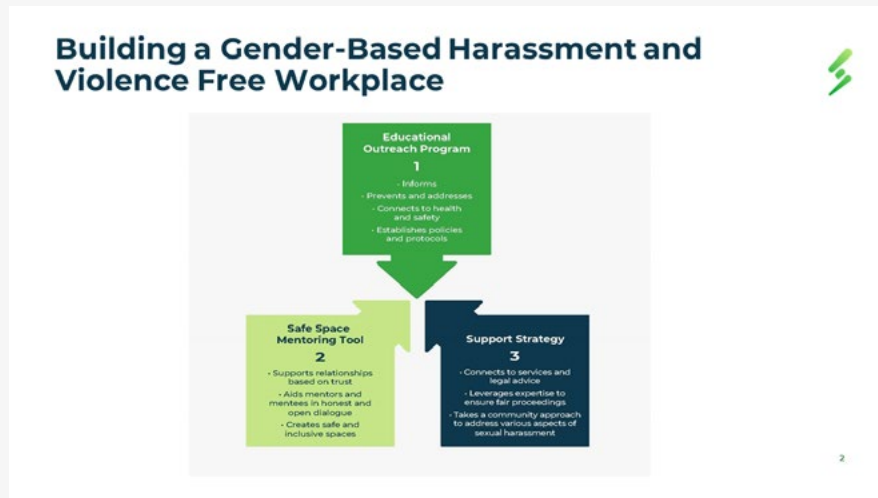 Building a Gender-Based Harassment and
Violence Free Workplace
Educational
Outreach Program
1
- Informs
- Prevents and addresses
- Connects to health
and safety
- Establishes policies
and protocols
Safe Space
Mentoring Tool
2
- Supports relationships
based on trust
- Aids mentors and
mentees in honest and
open dialogue
- Creates safe and
inclusive spaces
Support Strategy
3
- Connects to services and
legal advice
- Leverages expertise to
ensure fair proceedings
- Takes a community approach
to address various aspects of
sexual harassment
2